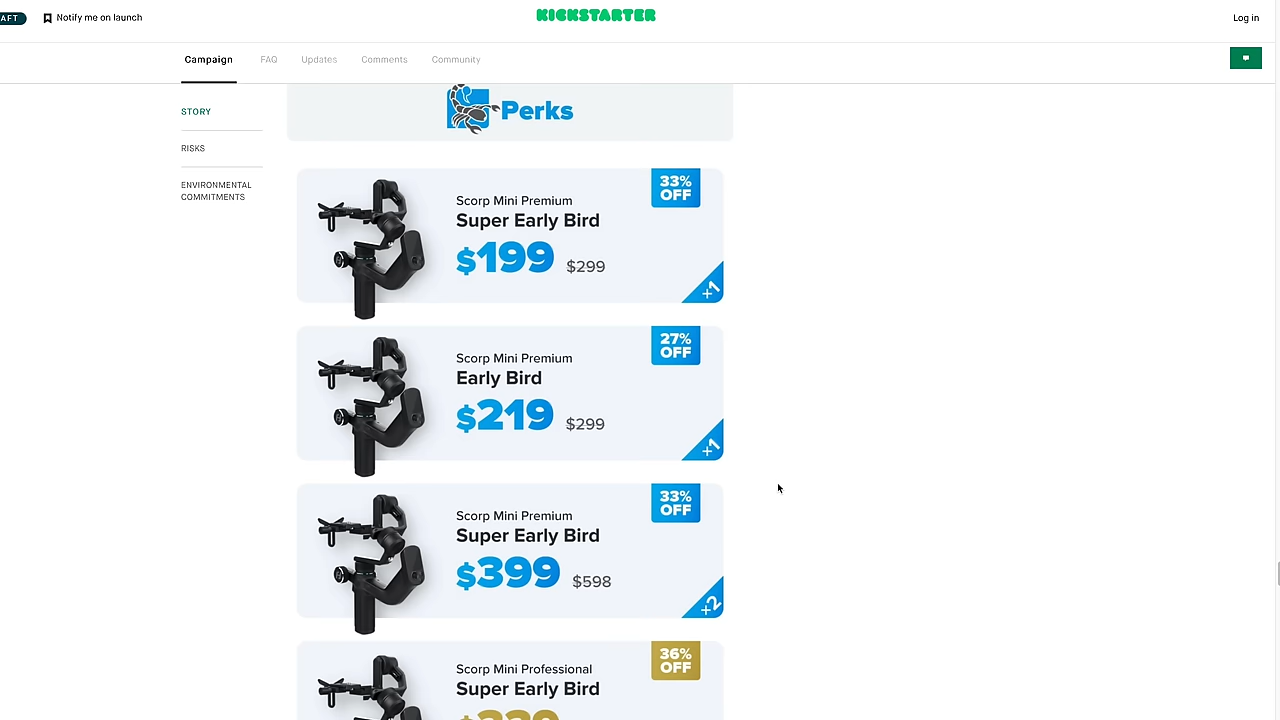 AFT
Notify me on launch
KICKSTARTER
Log in
Campaign
FAQ
Updates
Comments
Community
STORY
RISKS
ENVIRONMENTAL
COMMITMENTS
Perks
33%
OFF
Scorp Mini Premium
Super Early Bird
$199 $299
+1
27%
OFF
Scorp Mini Premium
Early Bird
$219 $299
+1
33%
OFF
Scorp Mini Premium
Super Early Bird
$399 $598
+2
36%
OFF
Scorp Mini Professional
Super Early Bird